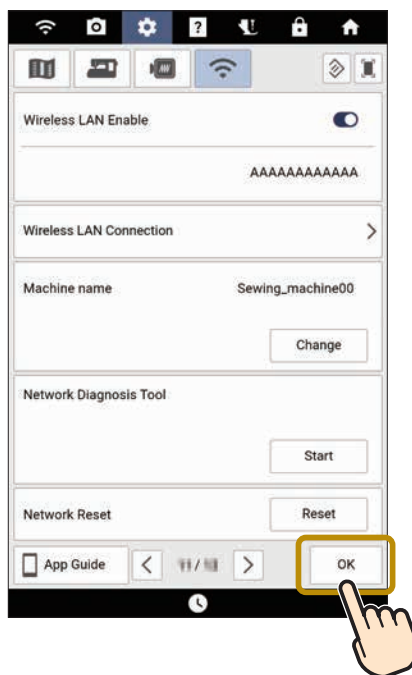 ?
Wireless LAN Enable
AAAAAAAAAAAA
Wireless LAN Connection
Machine name Sewing_machine00
Change
Network Diagnosis Tool
Start
Network Reset Reset
App Guide < / > OK